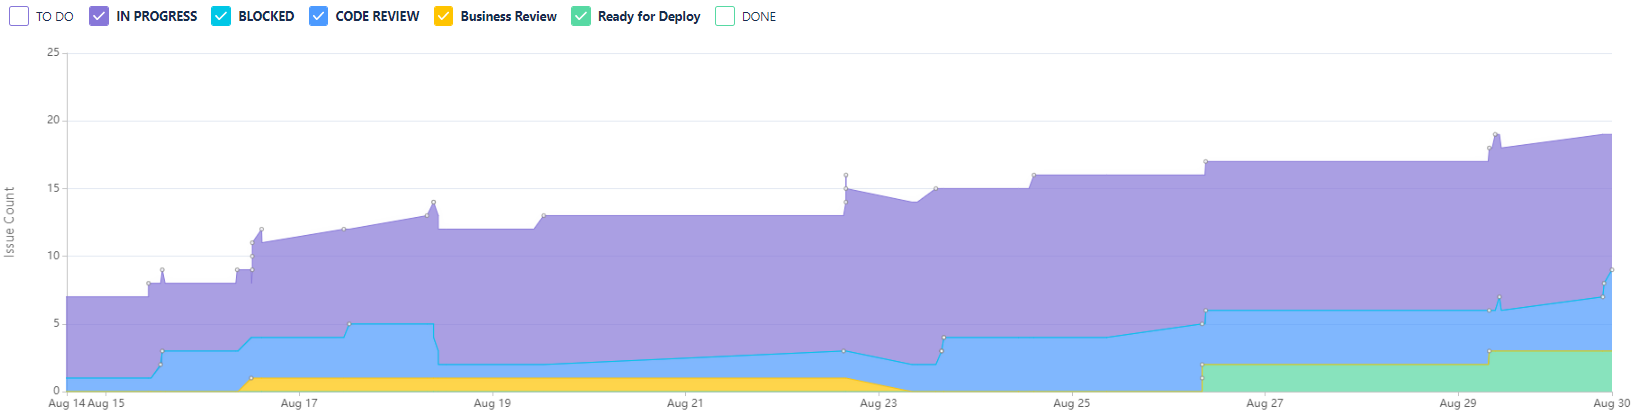 TO DO IN PROGRESS BLOCKED CODE REVIEW Business Review Ready for Deploy DONE
25
20
15
10
5
0
Issue Count
Aug 14 Aug 15 Aug 17 Aug 19 Aug 21 Aug 23 Aug 25 Aug 27 Aug 29 Aug 30